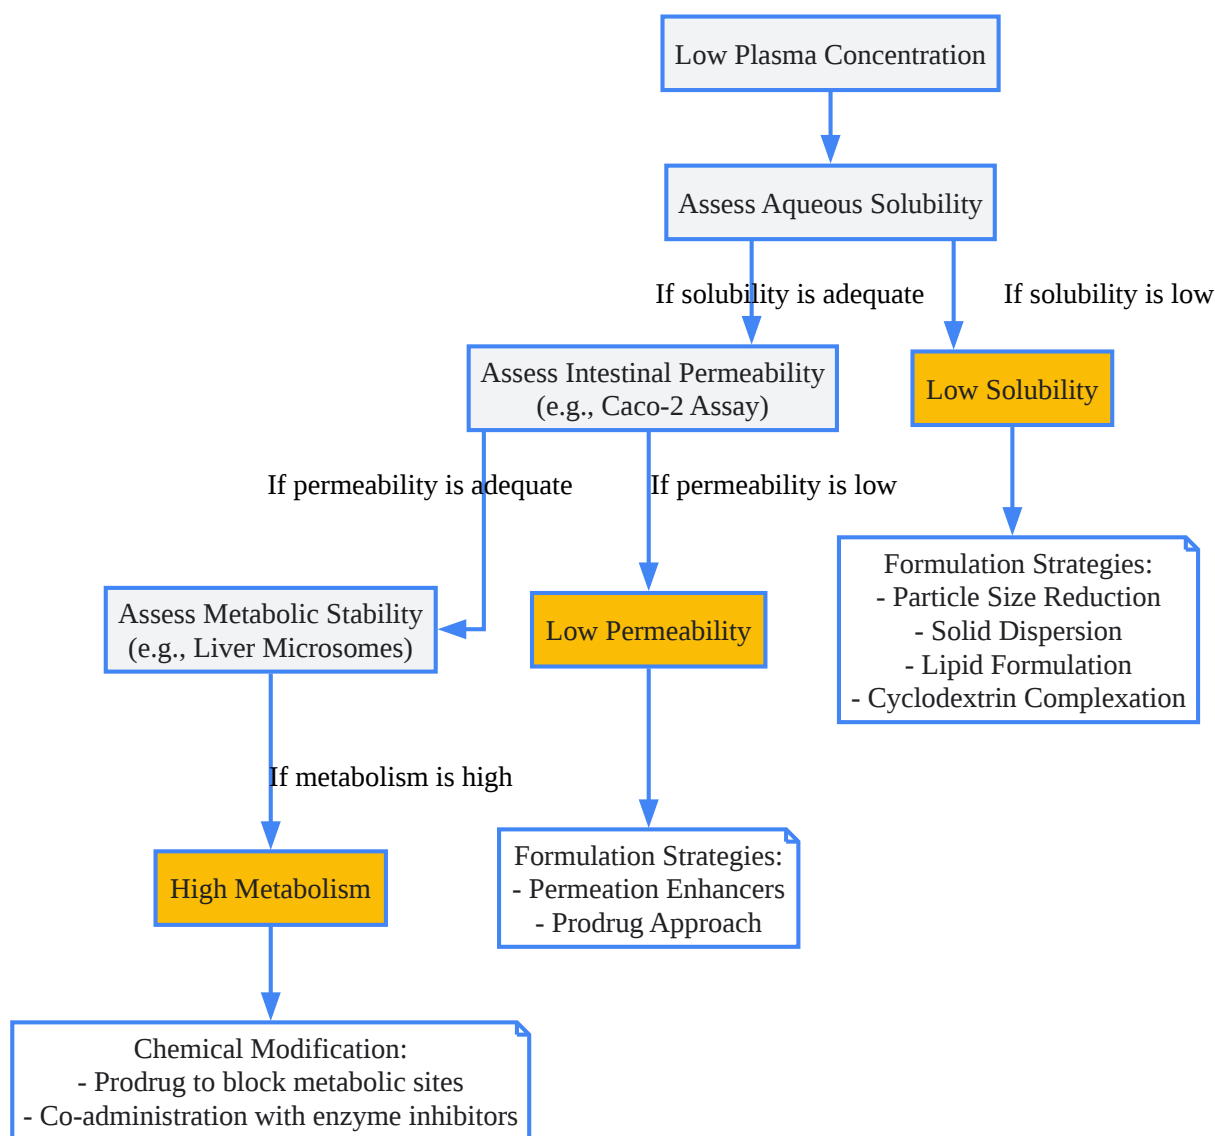 Low Plasma Concentration
Assess Aqueous Solubility
If solubility is adequate
If solubility is low
Assess Intestinal Permeability
(e.g., Caco-2 Assay)
Low Solubility
If permeability is adequate
If permeability is low
Formulation Strategies:
- Particle Size Reduction
- Solid Dispersion
- Lipid Formulation
- Cyclodextrin Complexation
Assess Metabolic Stability
(e.g., Liver Microsomes)
Low Permeability
If metabolism is high
High Metabolism
Formulation Strategies:
- Permeation Enhancers
- Prodrug Approach
Chemical Modification:
- Prodrug to block metabolic sites
- Co-administration with enzyme inhibitors